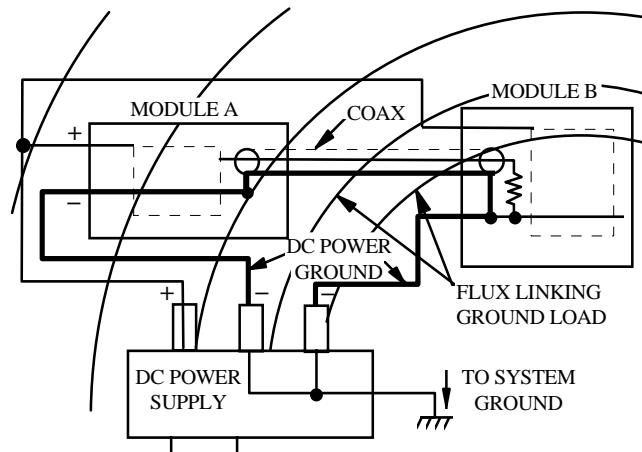 MODULE B
MODULE A
COAX
+
−
DC POWER
GROUND
FLUX LINKING
GROUND LOAD
+
−
−
DC POWER
SUPPLY
TO SYSTEM
GROUND